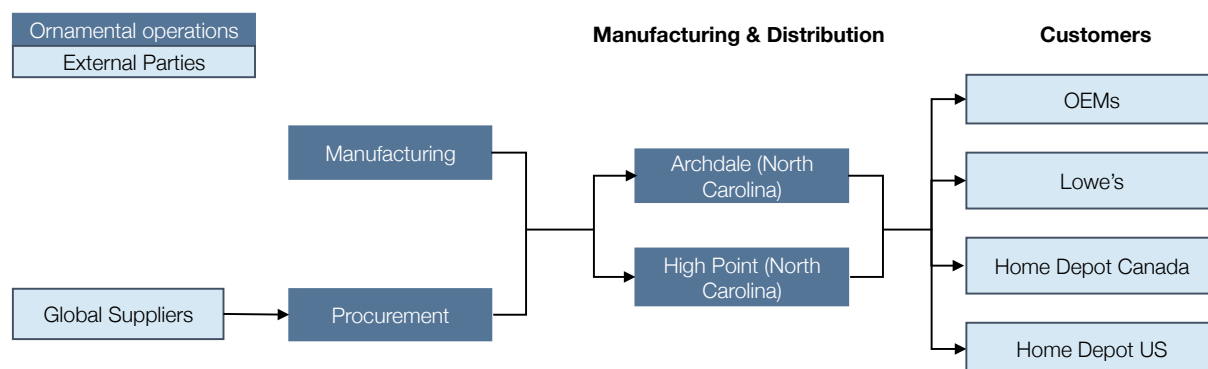 Ornamental operations
External Parties
Manufacturing & Distribution
Customers
OEMs
Manufacturing
Archdale (North
Carolina)
Lowe’s
High Point (North
Carolina)
Home Depot Canada
Global Suppliers
Procurement
Home Depot US